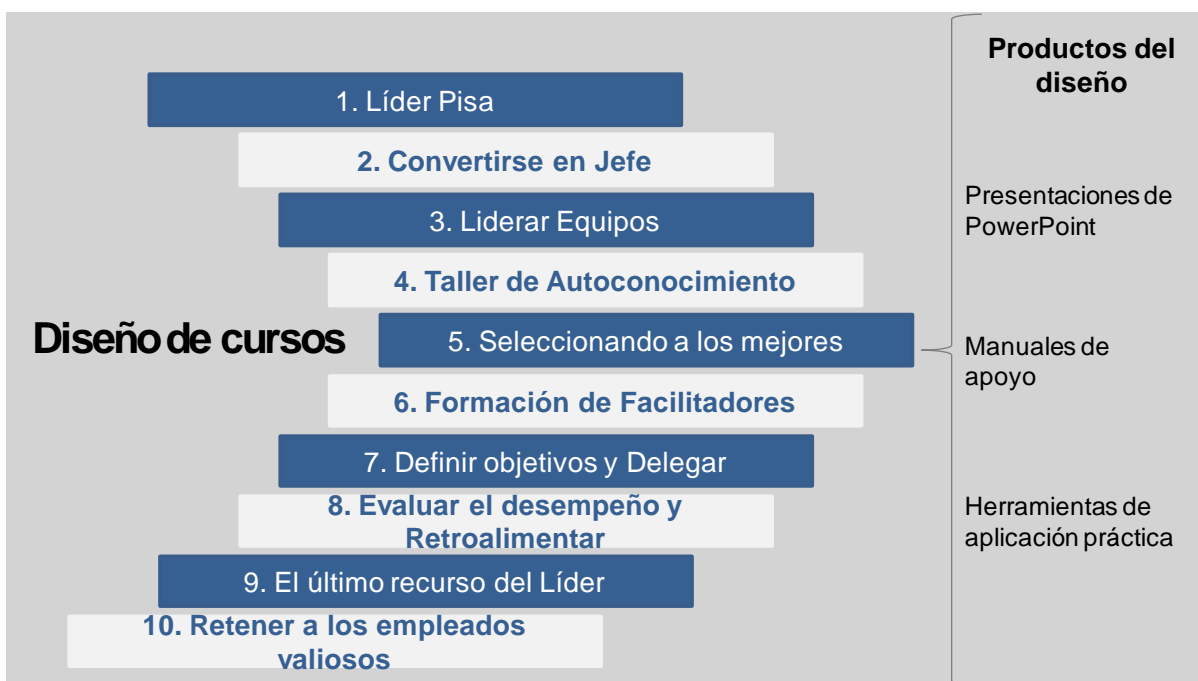 Diseño de cursos
1. Líder Pisa
2. Convertirse en Jefe
3. Liderar Equipos
4. Taller de Autoconocimiento
5. Seleccionando a los mejores
6. Formación de Facilitadores
7. Definir objetivos y Delegar
8. Evaluar el desempeño y
Retroalimentar
9. El último recurso del Líder
10. Retener a los empleados
valiosos
Productos del
diseño
Presentaciones de
PowerPoint
Manuales de
apoyo
Herramientas de
aplicación práctica